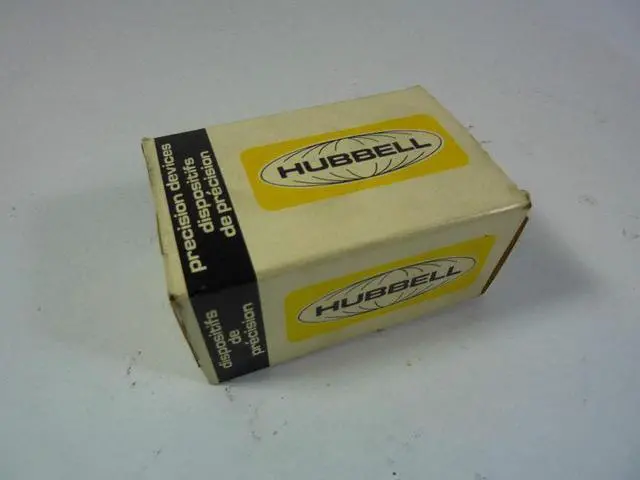 precision devices
dispositifs
de précision
HUBBELL
dispositifs
de
précision
HUBBELL